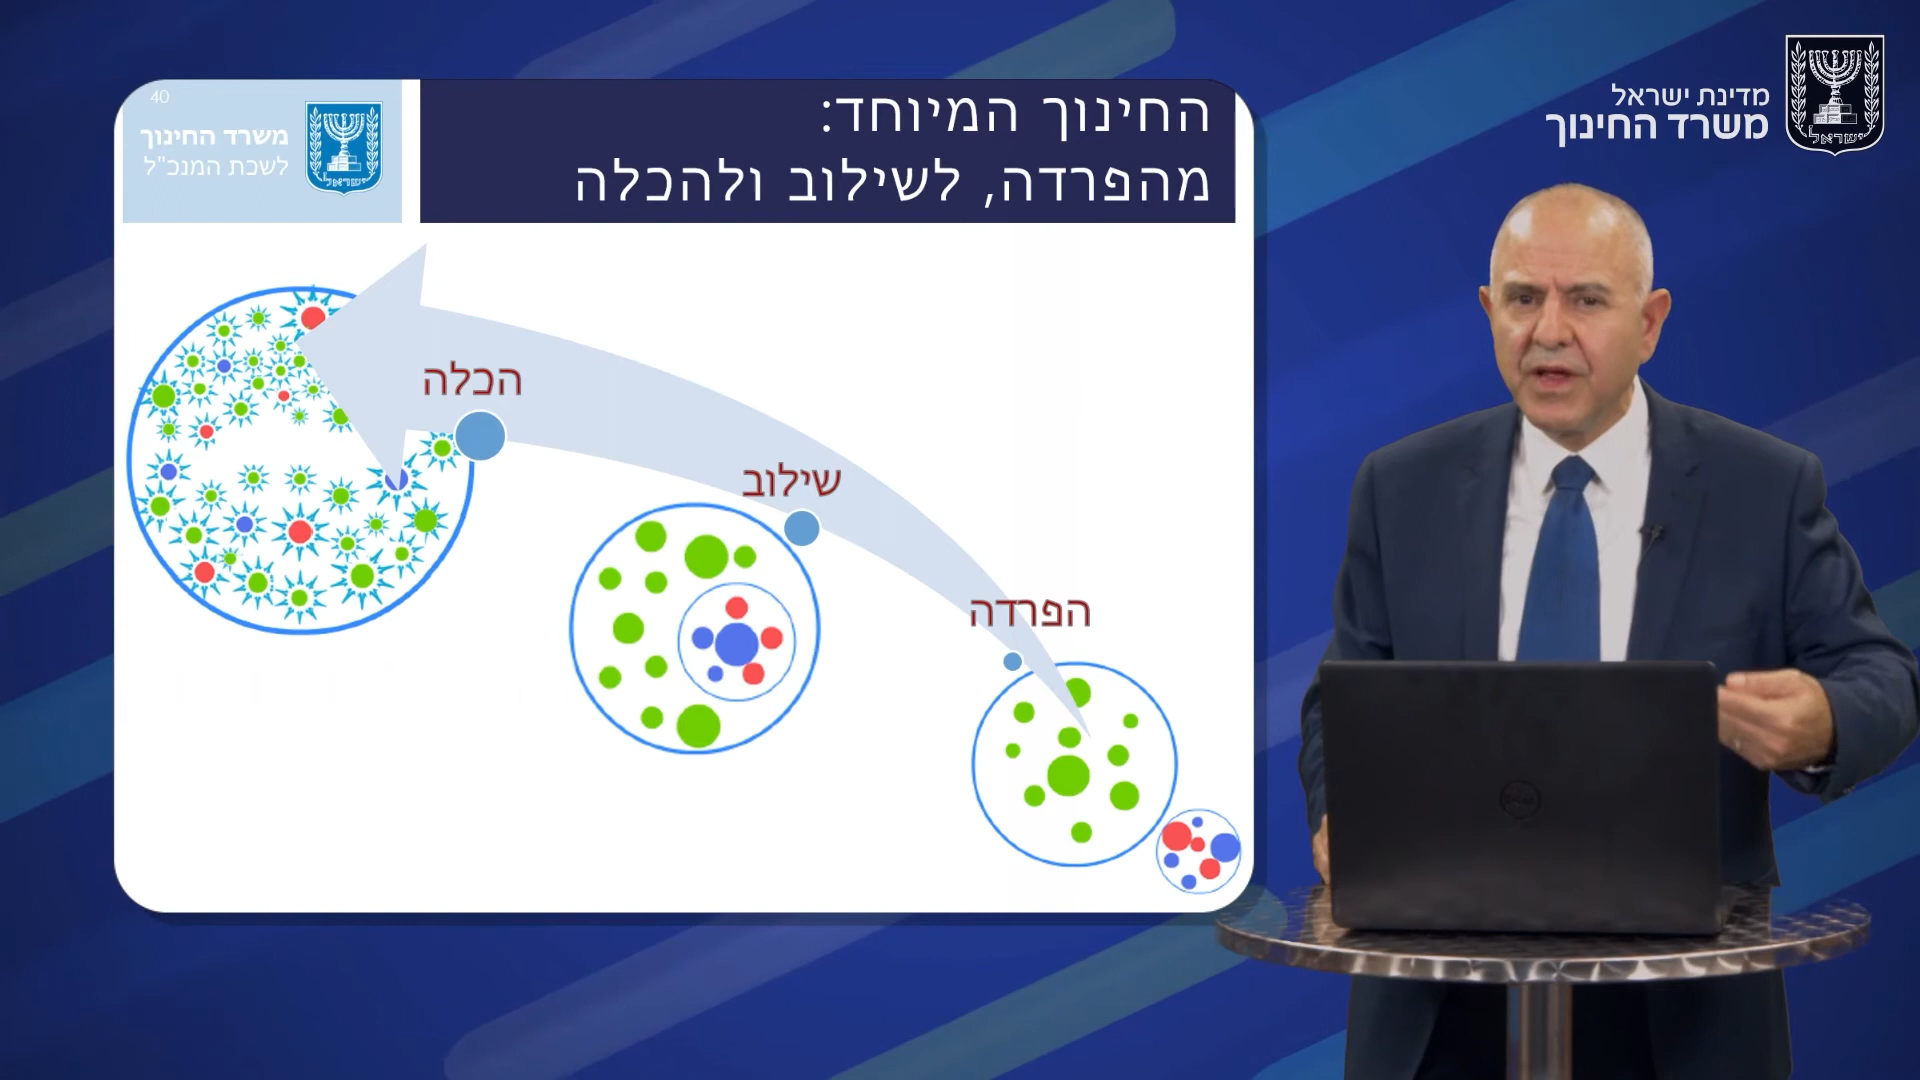 מדינת ישראל
משרד החינוך
החינוך המיוחד:
מהפרדה, לשילוב ולהכלה
40
משרד החינוך
לשכת המנכ"ל
ישראל
הכלה
שילוב
הפרדה
DELL
ישראל